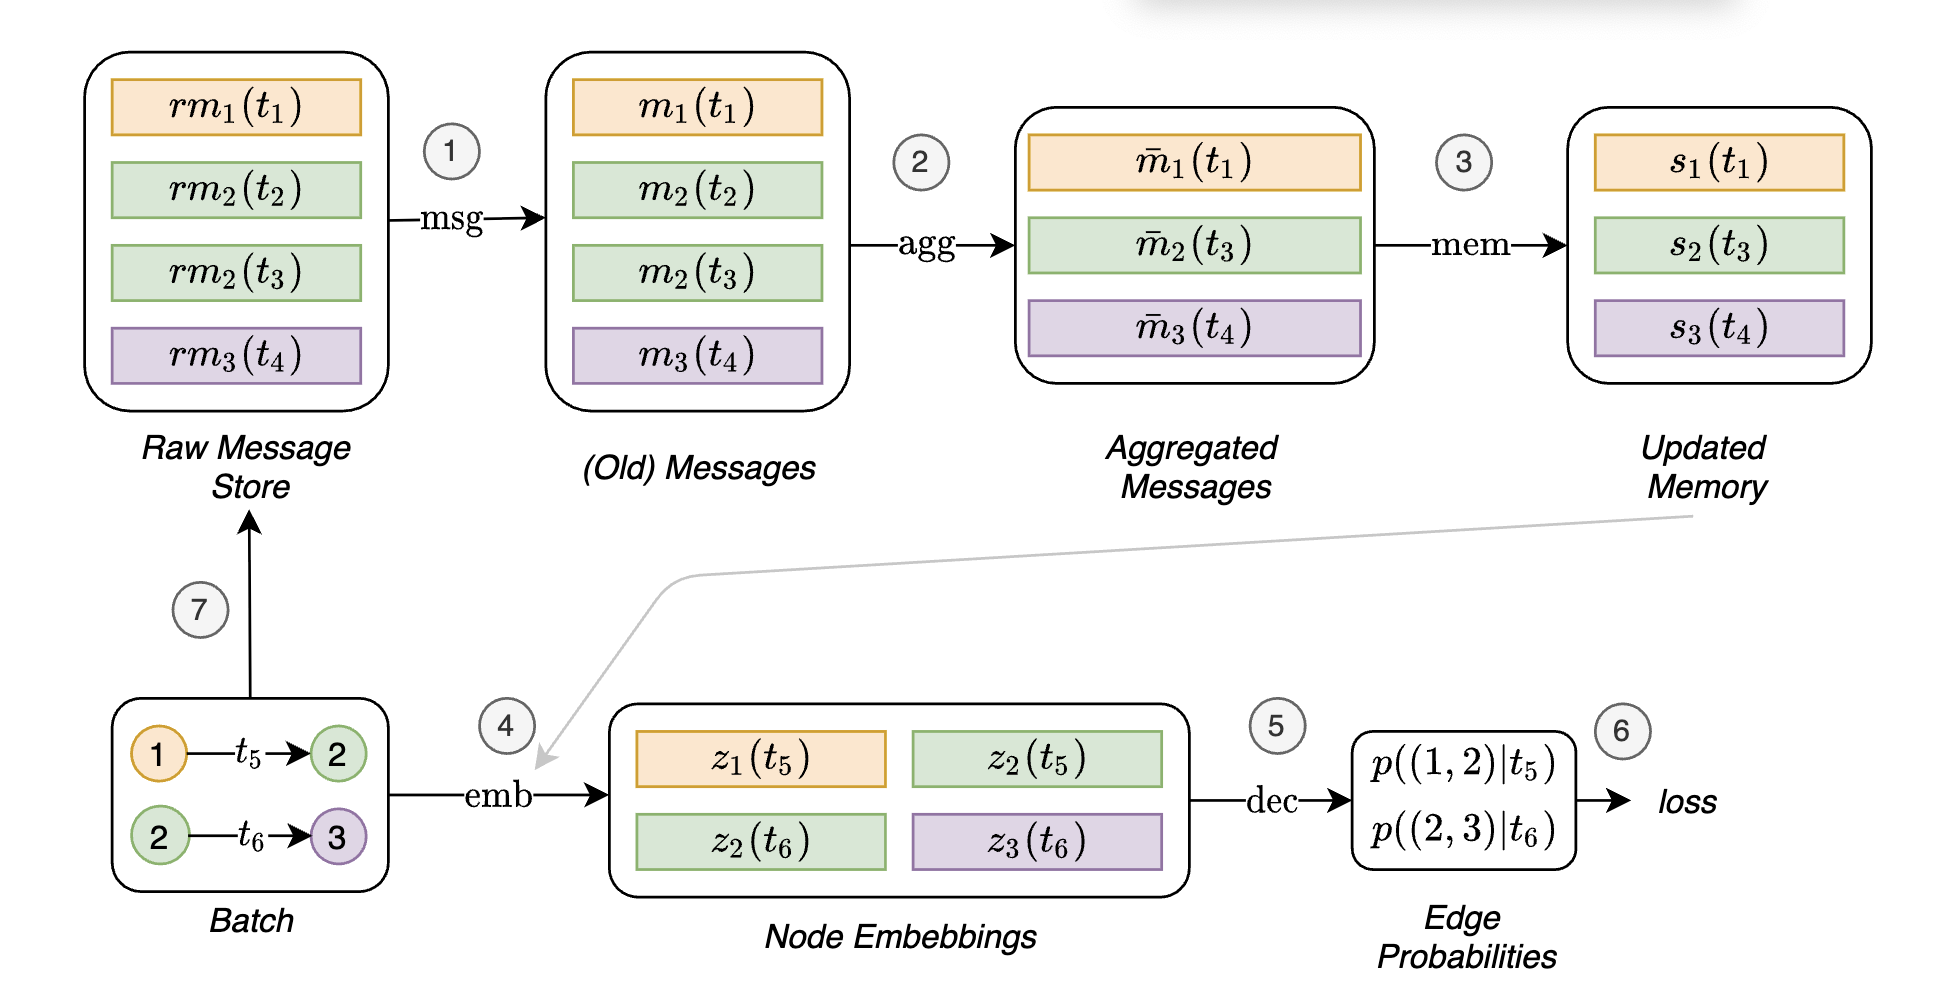 rm₁(t₁)
rm₂(t₂)
rm₂(t₃)
rm₃(t₄)
Raw Message
Store
1
msg
m₁(t₁)
m₂(t₂)
m₂(t₃)
m₃(t₄)
(Old) Messages
2
agg
m̄₁(t₁)
m̄₂(t₃)
m̄₃(t₄)
Aggregated
Messages
3
mem
s₁(t₁)
s₂(t₃)
s₃(t₄)
Updated
Memory
7
1 t₅ 2
2 t₆ 3
Batch
4
emb
z₁(t₅) z₂(t₅)
z₂(t₆) z₃(t₆)
Node Embebbings
5
dec
p((1, 2)|t₅)
p((2, 3)|t₆)
Edge
Probabilities
6
loss